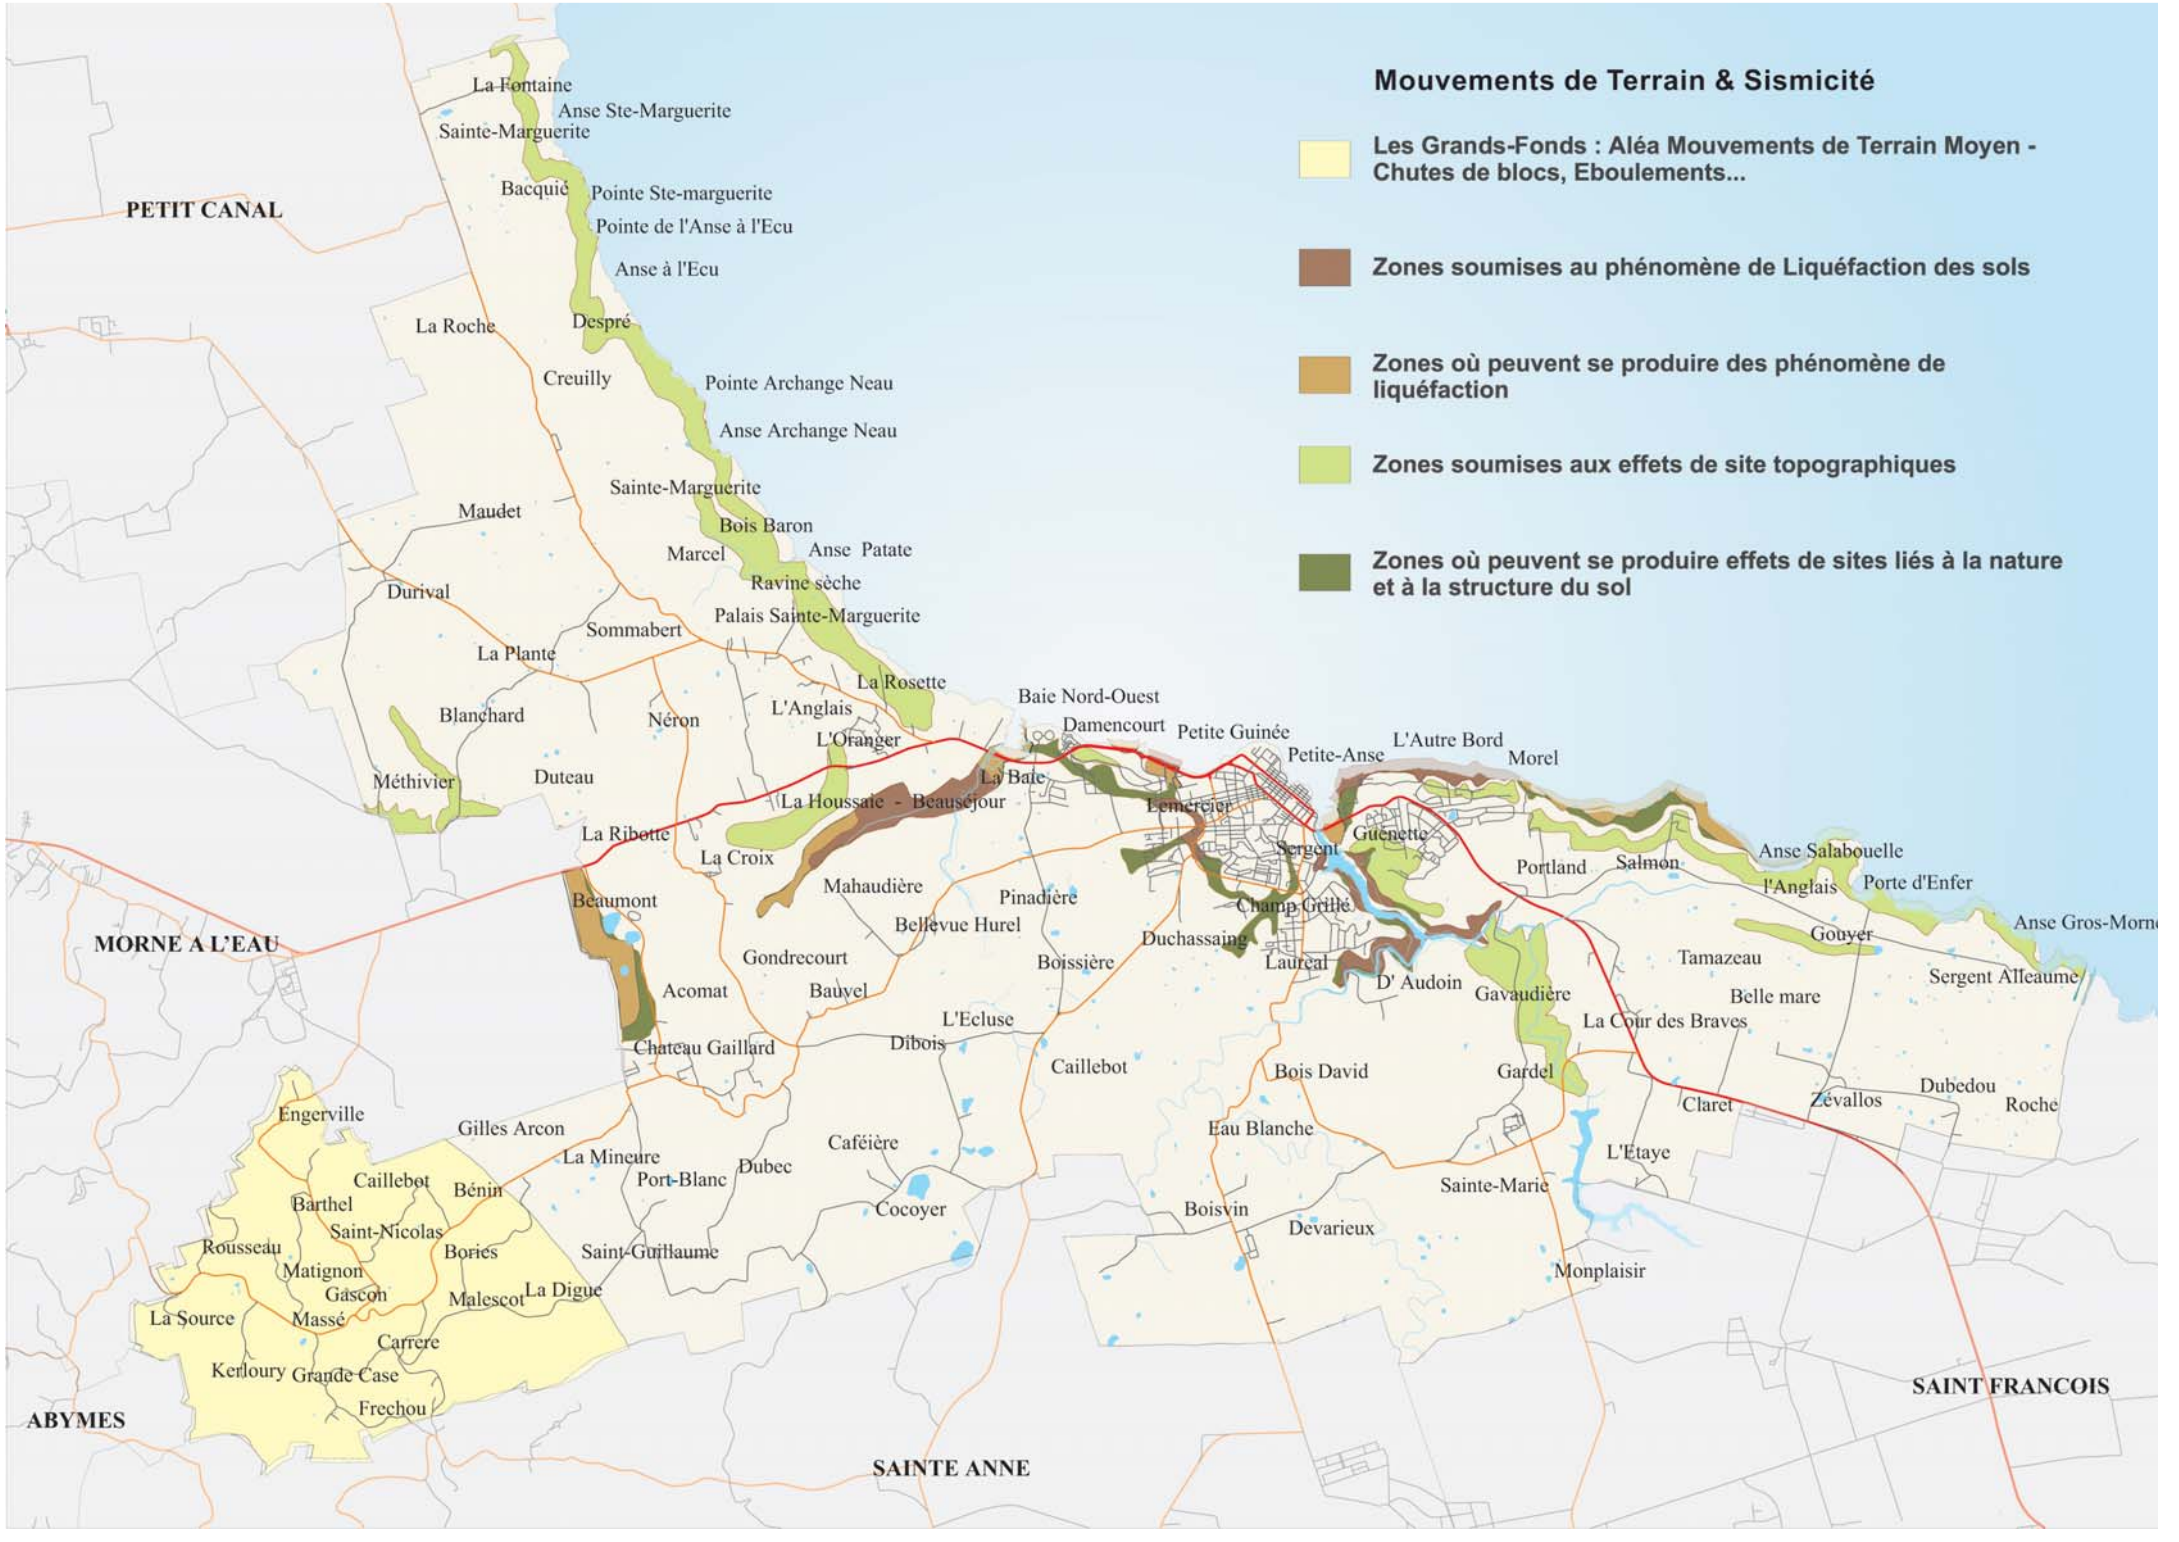 Mouvements de Terrain & Sismicité
Les Grands-Fonds : Aléa Mouvements de Terrain Moyen -
Chutes de blocs, Eboulements...
Zones soumises au phénomène de Liquéfaction des sols
Zones où peuvent se produire des phénomène de
liquéfaction
Zones soumises aux effets de site topographiques
Zones où peuvent se produire effets de sites liés à la nature
et à la structure du sol
La Fontaine
Anse Ste-Marguerite
Sainte-Marguerite
Bacquié
Pointe Ste-marguerite
PETIT CANAL
Pointe de l'Anse à l'Ecu
Anse à l'Ecu
La Roche
Despré
Creuilly
Pointe Archange Neau
Anse Archange Neau
Sainte-Marguerite
Maudet
Bois Baron
Marcel
Anse Patate
Ravine sèche
Durival
Palais Sainte-Marguerite
Sommabert
La Plante
La Rosette
Baie Nord-Ouest
L'Anglais
Blanchard
Néron
Damencourt
Petite Guinée
L'Oranger
L'Autre Bord
Petite-Anse
Morel
Méthivier
Duteau
La Baie
La Houssaie - Beauséjour
Lemercier
La Ribotte
Guénette
Sergent
La Croix
Anse Salabouelle
Salmon
Portland
Mahaudière
l'Anglais
Porte d'Enfer
Pinadière
Beaumont
Champ Grillé
Bellevue Hurel
Anse Gros-Morne
Gouyer
Duchassaing
MORNE A L'EAU
Gondrecourt
Boissière
Laureal
Tamazeau
Sergent Alleaume
D' Audoin
Acomat
Bauvel
Gavaudière
Belle mare
L'Ecluse
La Cour des Braves
Dibois
Chateau Gaillard
Caillebot
Bois David
Gardel
Dubedou
Zévallos
Claret
Roche
Engerville
Gilles Arcon
Eau Blanche
Caféière
La Mineure
L'Etaye
Dubec
Port-Blanc
Caillebot
Bénin
Sainte-Marie
Barthel
Cocoyer
Boisvin
Saint-Nicolas
Devarieux
Rousseau
Bories
Saint-Guillaume
Matignon
Monplaisir
Gascon
La Digue
Malescot
La Source
Massé
Carrere
Kerloury
Grande Case
SAINT FRANCOIS
Frechou
ABYMES
SAINTE ANNE